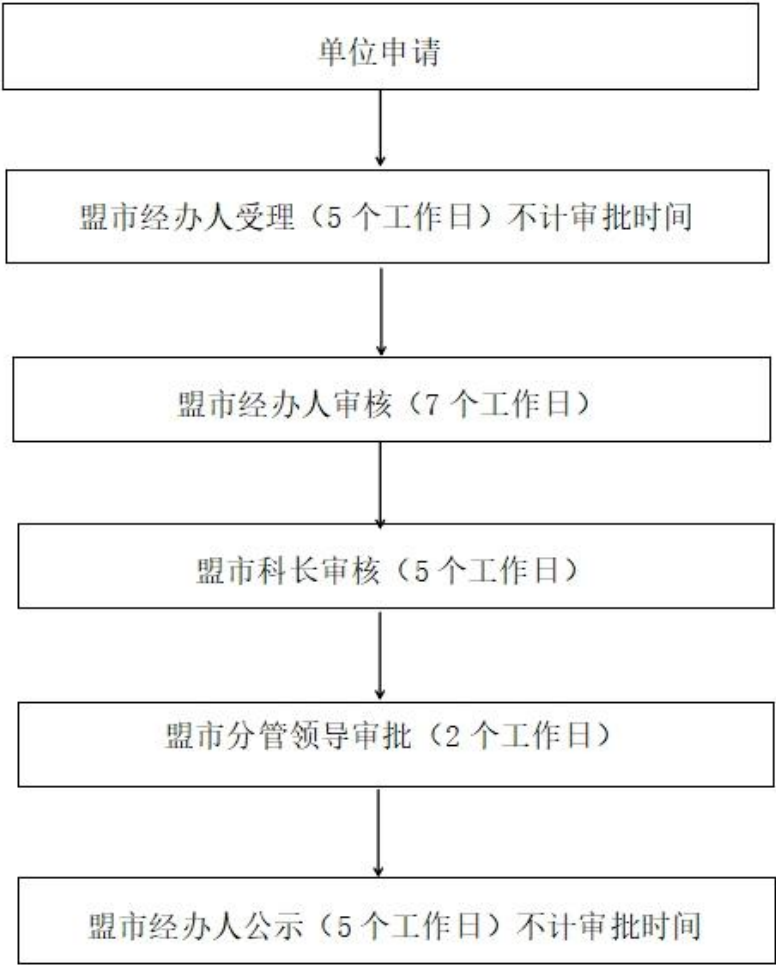 单位申请
盟市经办人受理（5个工作日）不计审批时间
盟市经办人审核（7个工作日）
盟市科长审核（5个工作日）
盟市分管领导审批（2个工作日）
盟市经办人公示（5个工作日）不计审批时间